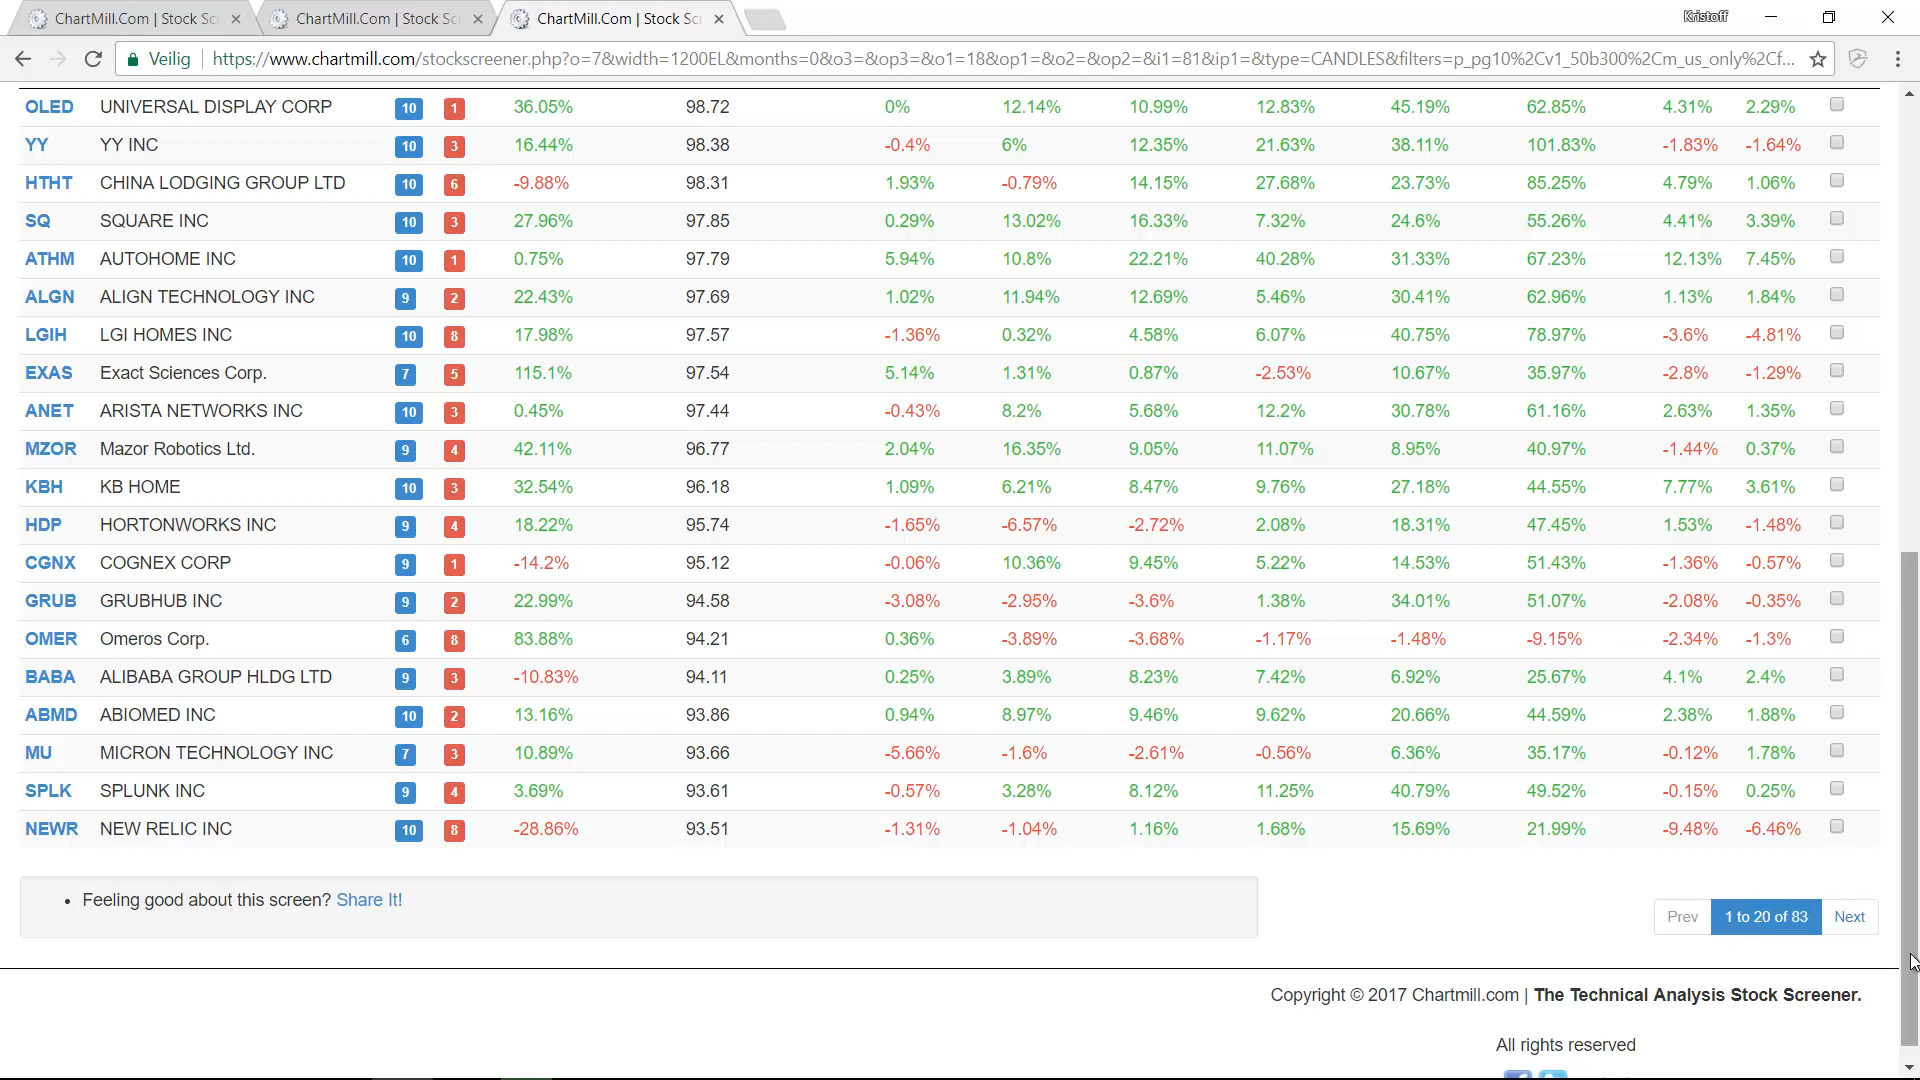 ChartMill.Com | Stock Sc ChartMill.Com | Stock Sc ChartMill.Com | Stock Sc Kristoff
Veilig https://www.chartmill.com/stockscreener.php?o=7&width=1200EL&months=0&o3=&op3=&o1=18&op1=&o2=&op2=&i1=81&ip1=&type=CANDLES&filters=p_pg10%2Cv1_50b300%2Cm_us_only%2Cf...
OLED UNIVERSAL DISPLAY CORP 10 1 36.05% 98.72 0% 12.14% 10.99% 12.83% 45.19% 62.85% 4.31% 2.29%
YY YY INC 10 3 16.44% 98.38 -0.4% 6% 12.35% 21.63% 38.11% 101.83% -1.83% -1.64%
HTHT CHINA LODGING GROUP LTD 10 6 -9.88% 98.31 1.93% -0.79% 14.15% 27.68% 23.73% 85.25% 4.79% 1.06%
SQ SQUARE INC 10 3 27.96% 97.85 0.29% 13.02% 16.33% 7.32% 24.6% 55.26% 4.41% 3.39%
ATHM AUTOHOME INC 10 1 0.75% 97.79 5.94% 10.8% 22.21% 40.28% 31.33% 67.23% 12.13% 7.45%
ALGN ALIGN TECHNOLOGY INC 9 2 22.43% 97.69 1.02% 11.94% 12.69% 5.46% 30.41% 62.96% 1.13% 1.84%
LGIH LGI HOMES INC 10 8 17.98% 97.57 -1.36% 0.32% 4.58% 6.07% 40.75% 78.97% -3.6% -4.81%
EXAS Exact Sciences Corp. 7 5 115.1% 97.54 5.14% 1.31% 0.87% -2.53% 10.67% 35.97% -2.8% -1.29%
ANET ARISTA NETWORKS INC 10 3 0.45% 97.44 -0.43% 8.2% 5.68% 12.2% 30.78% 61.16% 2.63% 1.35%
MZOR Mazor Robotics Ltd. 9 4 42.11% 96.77 2.04% 16.35% 9.05% 11.07% 8.95% 40.97% -1.44% 0.37%
KBH KB HOME 10 3 32.54% 96.18 1.09% 6.21% 8.47% 9.76% 27.18% 44.55% 7.77% 3.61%
HDP HORTONWORKS INC 9 4 18.22% 95.74 -1.65% -6.57% -2.72% 2.08% 18.31% 47.45% 1.53% -1.48%
CGNX COGNEX CORP 9 1 -14.2% 95.12 -0.06% 10.36% 9.45% 5.22% 14.53% 51.43% -1.36% -0.57%
GRUB GRUBHUB INC 9 2 22.99% 94.58 -3.08% -2.95% -3.6% 1.38% 34.01% 51.07% -2.08% -0.35%
OMER Omeros Corp. 6 8 83.88% 94.21 0.36% -3.89% -3.68% -1.17% -1.48% -9.15% -2.34% -1.3%
BABA ALIBABA GROUP HLDG LTD 9 3 -10.83% 94.11 0.25% 3.89% 8.23% 7.42% 6.92% 25.67% 4.1% 2.4%
ABMD ABIOMED INC 10 2 13.16% 93.86 0.94% 8.97% 9.46% 9.62% 20.66% 44.59% 2.38% 1.88%
MU MICRON TECHNOLOGY INC 7 3 10.89% 93.66 -5.66% -1.6% -2.61% -0.56% 6.36% 35.17% -0.12% 1.78%
SPLK SPLUNK INC 9 4 3.69% 93.61 -0.57% 3.28% 8.12% 11.25% 40.79% 49.52% -0.15% 0.25%
NEWR NEW RELIC INC 10 8 -28.86% 93.51 -1.31% -1.04% 1.16% 1.68% 15.69% 21.99% -9.48% -6.46%
• Feeling good about this screen? Share It!
Prev 1 to 20 of 83 Next
Copyright © 2017 Chartmill.com | The Technical Analysis Stock Screener.
All rights reserved